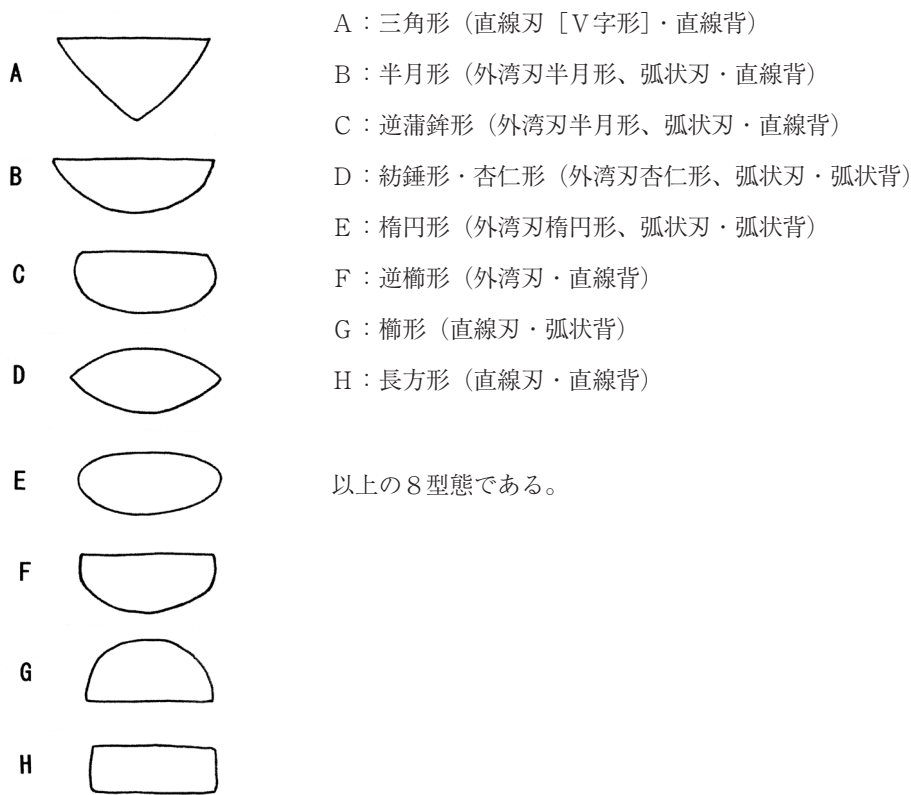 A
B
C
D
E
F
G
H
A：三角形（直線刃［V字形］・直線背）
B：半月形（外湾刃半月形、弧状刃・直線背）
C：逆蒲鉾形（外湾刃半月形、弧状刃・直線背）
D：紡錘形・杏仁形（外湾刃杏仁形、弧状刃・弧状背）
E：楕円形（外湾刃楕円形、弧状刃・弧状背）
F：逆櫛形（外湾刃・直線背）
G：櫛形（直線刃・弧状背）
H：長方形（直線刃・直線背）
以上の８型態である。